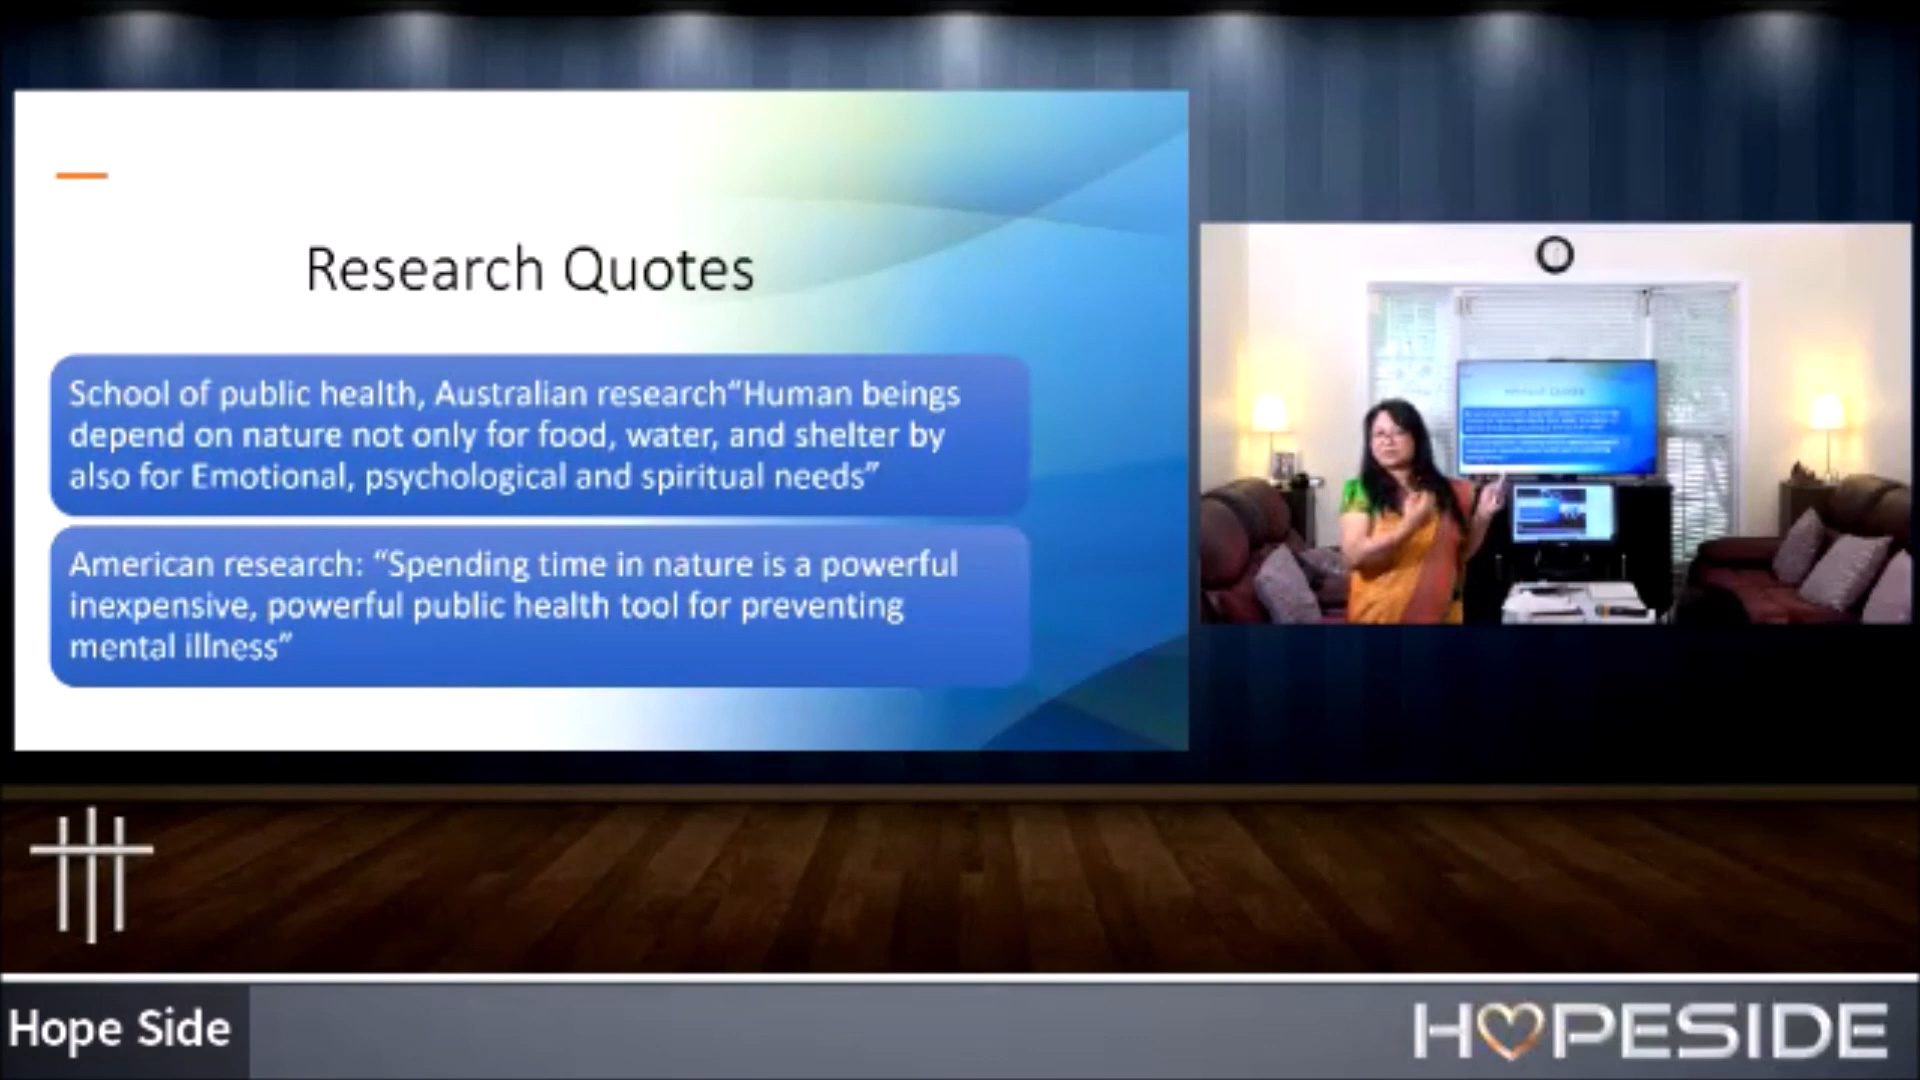 Research Quotes
School of public health, Australian research“Human beings
depend on nature not only for food, water, and shelter by
also for Emotional, psychological and spiritual needs”
American research: “Spending time in nature is a powerful
inexpensive, powerful public health tool for preventing
mental illness”
Hope Side
HOPESIDE